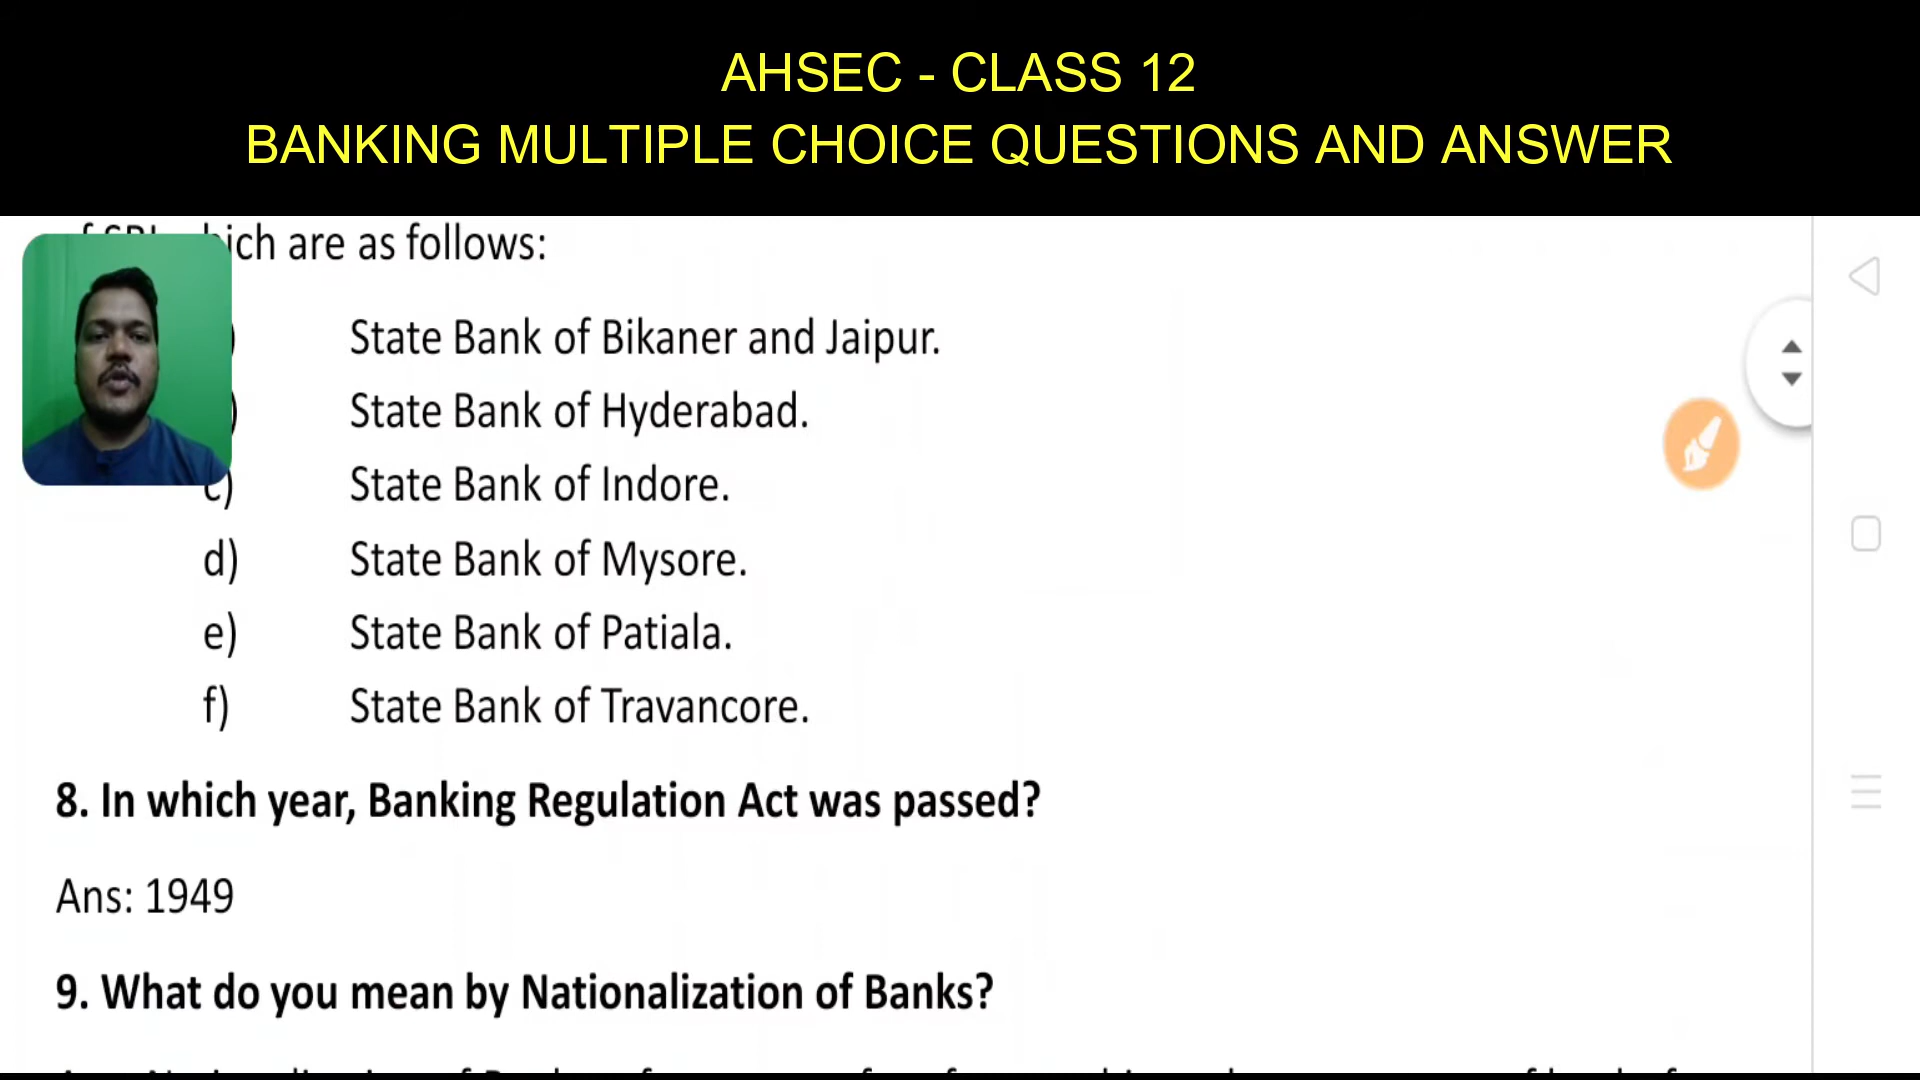 AHSEC - CLASS 12
BANKING MULTIPLE CHOICE QUESTIONS AND ANSWER
are as follows:
State Bank of Bikaner and Jaipur.
State Bank of Hyderabad.
c) State Bank of Indore.
d) State Bank of Mysore.
e) State Bank of Patiala.
f) State Bank of Travancore.
8. In which year, Banking Regulation Act was passed?
Ans: 1949
9. What do you mean by Nationalization of Banks?